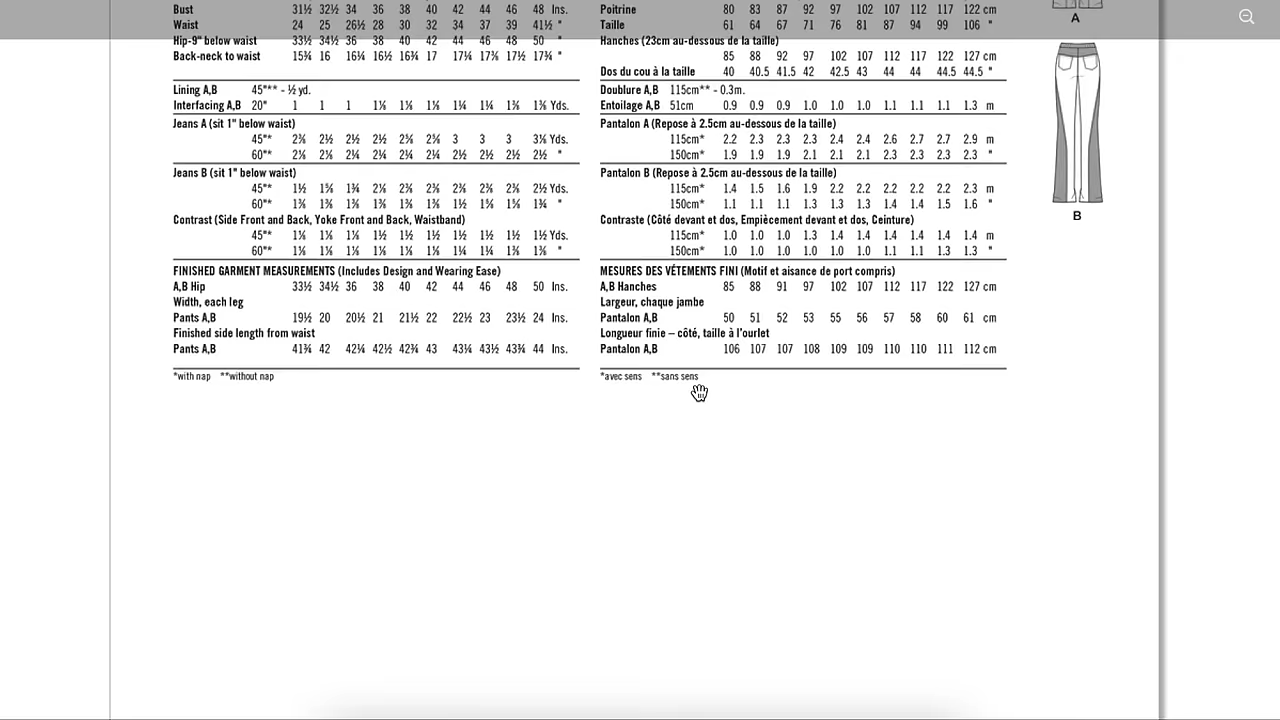 Bust 31½ 32½ 34 36 38 40 42 44 46 48 Ins.
Waist 24 25 26½ 28 30 32 34 37 39 41½ "
Hip-9" below waist 33½ 34½ 36 38 40 42 44 46 48 50 "
Back-neck to waist 15¾ 16 16¼ 16½ 16¾ 17 17¼ 17⅜ 17½ 17¾ "
Lining A,B 45"** - ½ yd.
Interfacing A,B 20" 1 1 1 1⅛ 1⅛ 1⅛ 1¼ 1¼ 1⅜ 1⅜ Yds.
Jeans A (sit 1" below waist)
45"* 2⅜ 2½ 2½ 2½ 2⅝ 2⅝ 3 3 3 3⅛ Yds.
60"* 2⅛ 2⅛ 2¼ 2¼ 2¼ 2¼ 2½ 2½ 2½ 2½ "
Jeans B (sit 1" below waist)
45"* 1½ 1⅝ 1¾ 2⅛ 2⅜ 2⅜ 2⅜ 2⅜ 2⅜ 2½ Yds.
60"* 1½ 1⅝ 1¾ "
Contrast (Side Front and Back, Yoke Front and Back, Waistband)
45"* 1⅛ 1⅛ 1⅛ 1½ 1½ 1½ 1½ 1½ 1½ 1½ Yds.
60"* 1⅛ 1⅛ 1⅛ 1⅛ 1⅛ 1⅛ 1¼ 1¼ 1⅜ 1⅜ "
FINISHED GARMENT MEASUREMENTS (Includes Design and Wearing Ease)
A,B Hip 33½ 34½ 36 38 40 42 44 46 48 50 Ins.
Width, each leg
Pants A,B 19½ 20 20½ 21 21½ 22 22½ 23 23½ 24 Ins.
Finished side length from waist
Pants A,B 41¾ 42 42¼ 42½ 42¾ 43 43¼ 43½ 43¾ 44 Ins.
*with nap **without nap
Poitrine 80 83 87 92 97 102 107 112 117 122 cm
Taille 61 64 67 71 76 81 87 94 99 106 "
Hanches (23cm au-dessous de la taille)
85 88 92 97 102 107 112 117 122 127 cm
Dos du cou à la taille 40 40.5 41.5 42 42.5 43 44 44 44.5 44.5 "
Doublure A,B 115cm** - 0.3m.
Entoilage A,B 51cm 0.9 0.9 0.9 1.0 1.0 1.0 1.1 1.1 1.1 1.3 m
Pantalon A (Repose à 2.5cm au-dessous de la taille)
115cm* 2.2 2.3 2.3 2.3 2.4 2.4 2.6 2.7 2.7 2.9 m
150cm* 1.9 1.9 1.9 2.1 2.1 2.1 2.3 2.3 2.3 2.3 "
Pantalon B (Repose à 2.5cm au-dessous de la taille)
115cm* 1.4 1.5 1.6 1.9 2.2 2.2 2.2 2.2 2.2 2.3 m
150cm* 1.1 1.1 1.1 1.3 1.3 1.3 1.4 1.4 1.5 1.6 "
Contraste (Côté devant et dos, Empiècement devant et dos, Ceinture)
115cm* 1.0 1.0 1.0 1.3 1.4 1.4 1.4 1.4 1.4 1.4 m
150cm* 1.0 1.0 1.0 1.0 1.0 1.0 1.1 1.1 1.3 1.3 "
MESURES DES VÉTEMENTS FINI (Motif et aisance de port compris)
A,B Hanches 85 88 91 97 102 107 112 117 122 127 cm
Largeur, chaque jambe
Pantalon A,B 50 51 52 53 55 56 57 58 60 61 cm
Longueur finie – côté, taille à l'ourlet
Pantalon A,B 106 107 107 108 109 109 110 110 111 112 cm
*avec sens **sans sens
A
B